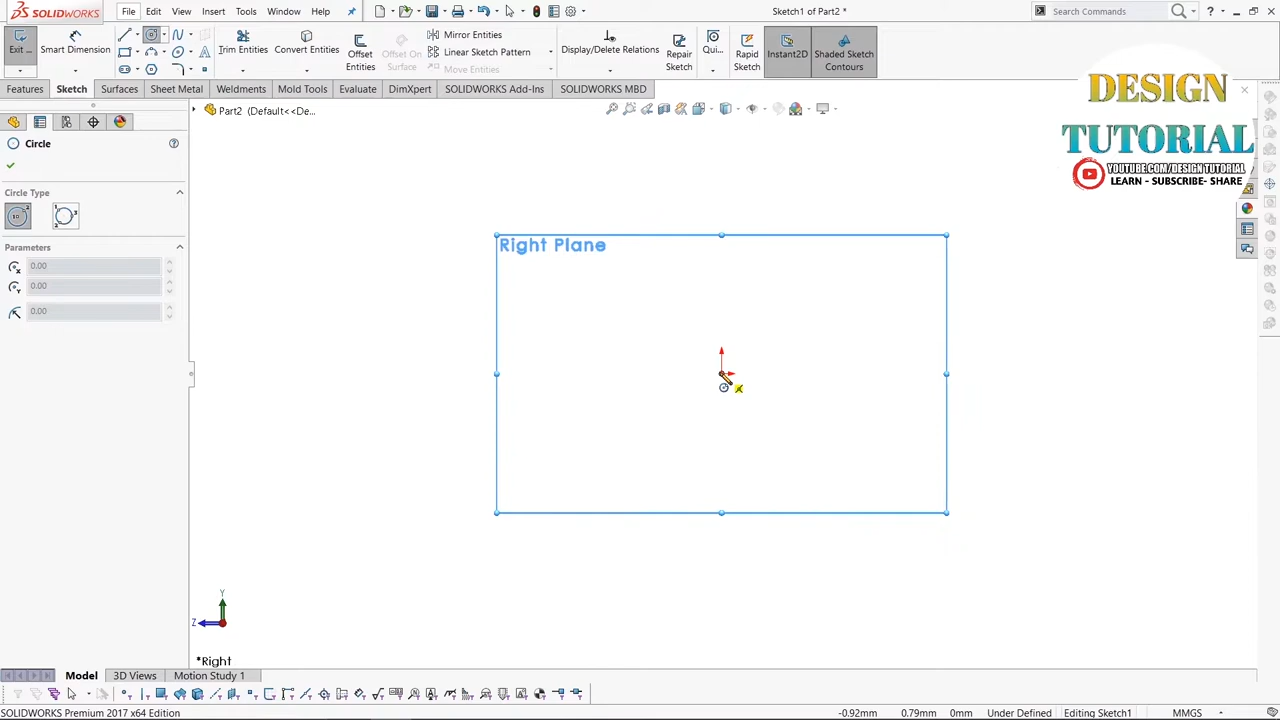 SOLIDWORKS File Edit View Insert Tools Window Help Sketch1 of Part2 * Search Commands ?
Exit ... Smart Dimension Trim Entities Convert Entities Offset Entities Offset On Surface Mirror Entities Linear Sketch Pattern Move Entities Display/Delete Relations Repair Sketch Qui... Rapid Sketch Instant2D Shaded Sketch Contours
Features Sketch Surfaces Sheet Metal Weldments Mold Tools Evaluate DimXpert SOLIDWORKS Add-Ins SOLIDWORKS MBD
DESIGN
TUTORIAL
YOUTUBE.COM/DESIGN TUTORIAL
LEARN - SUBSCRIBE- SHARE
Part2 (Default<<De...
Circle
Circle Type
Parameters
0.00
0.00
0.00
Right Plane
Y
Z
*Right
Model 3D Views Motion Study 1
SOLIDWORKS Premium 2017 x64 Edition -0.92mm 0.79mm 0mm Under Defined Editing Sketch1 MMGS